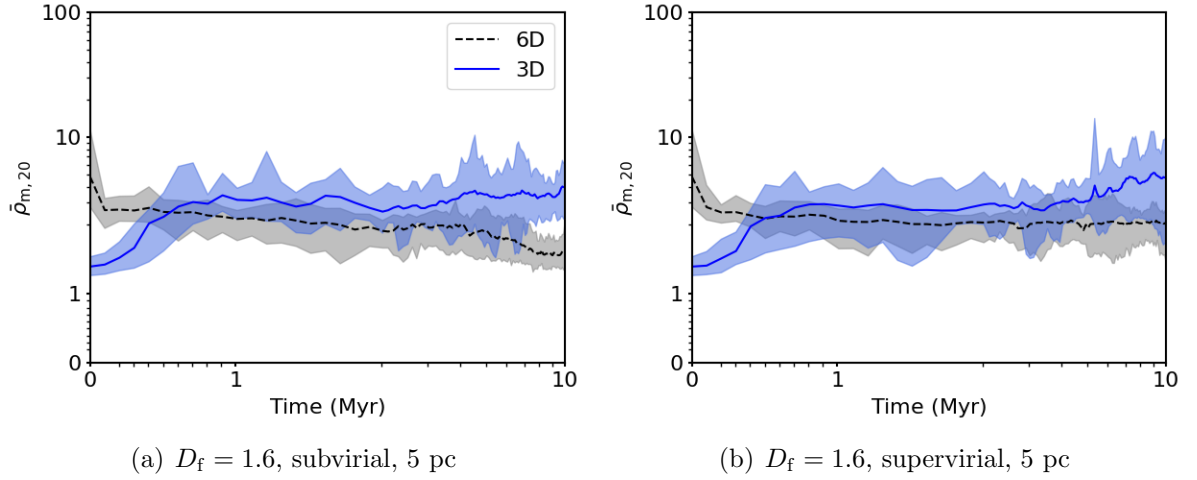 100
10
1
0
ρ̄m, 20
0
1
10
Time (Myr)
6D
3D
(a) Df = 1.6, subvirial, 5 pc
100
10
1
0
ρ̄m, 20
0
1
10
Time (Myr)
(b) Df = 1.6, supervirial, 5 pc